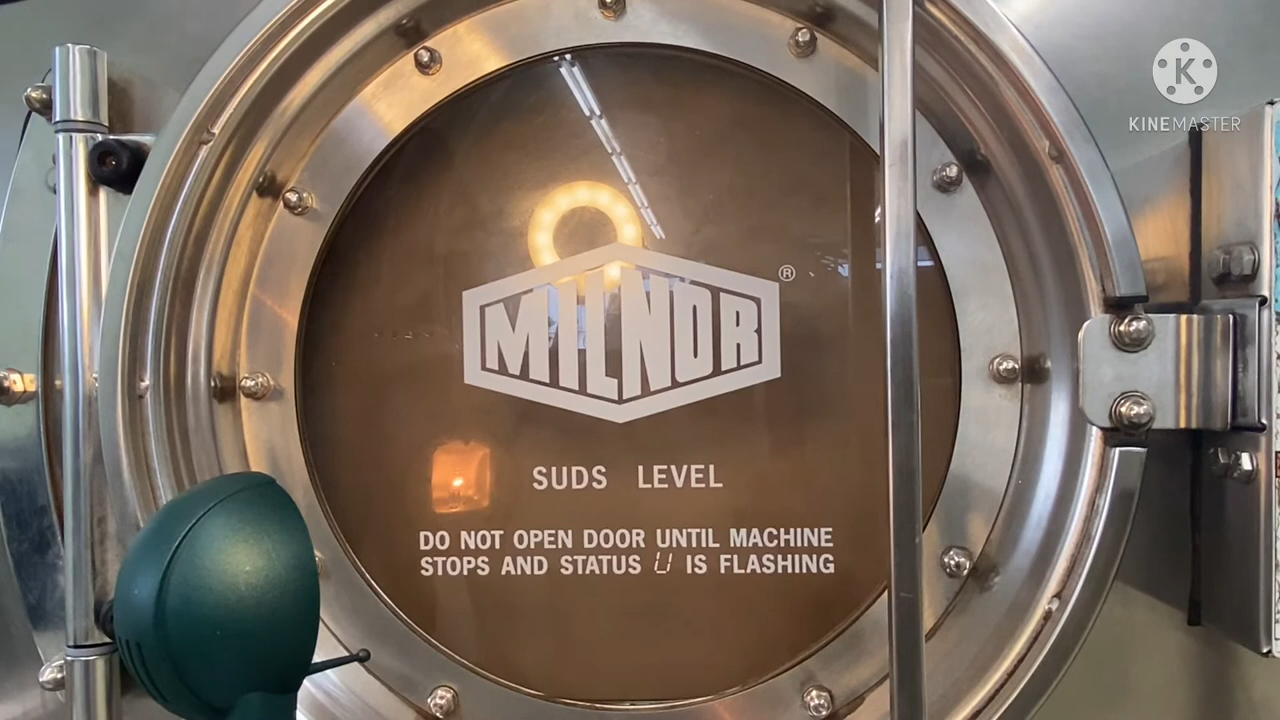 K
KINEMASTER
MILNOR®
SUDS LEVEL
DO NOT OPEN DOOR UNTIL MACHINE
STOPS AND STATUS U IS FLASHING